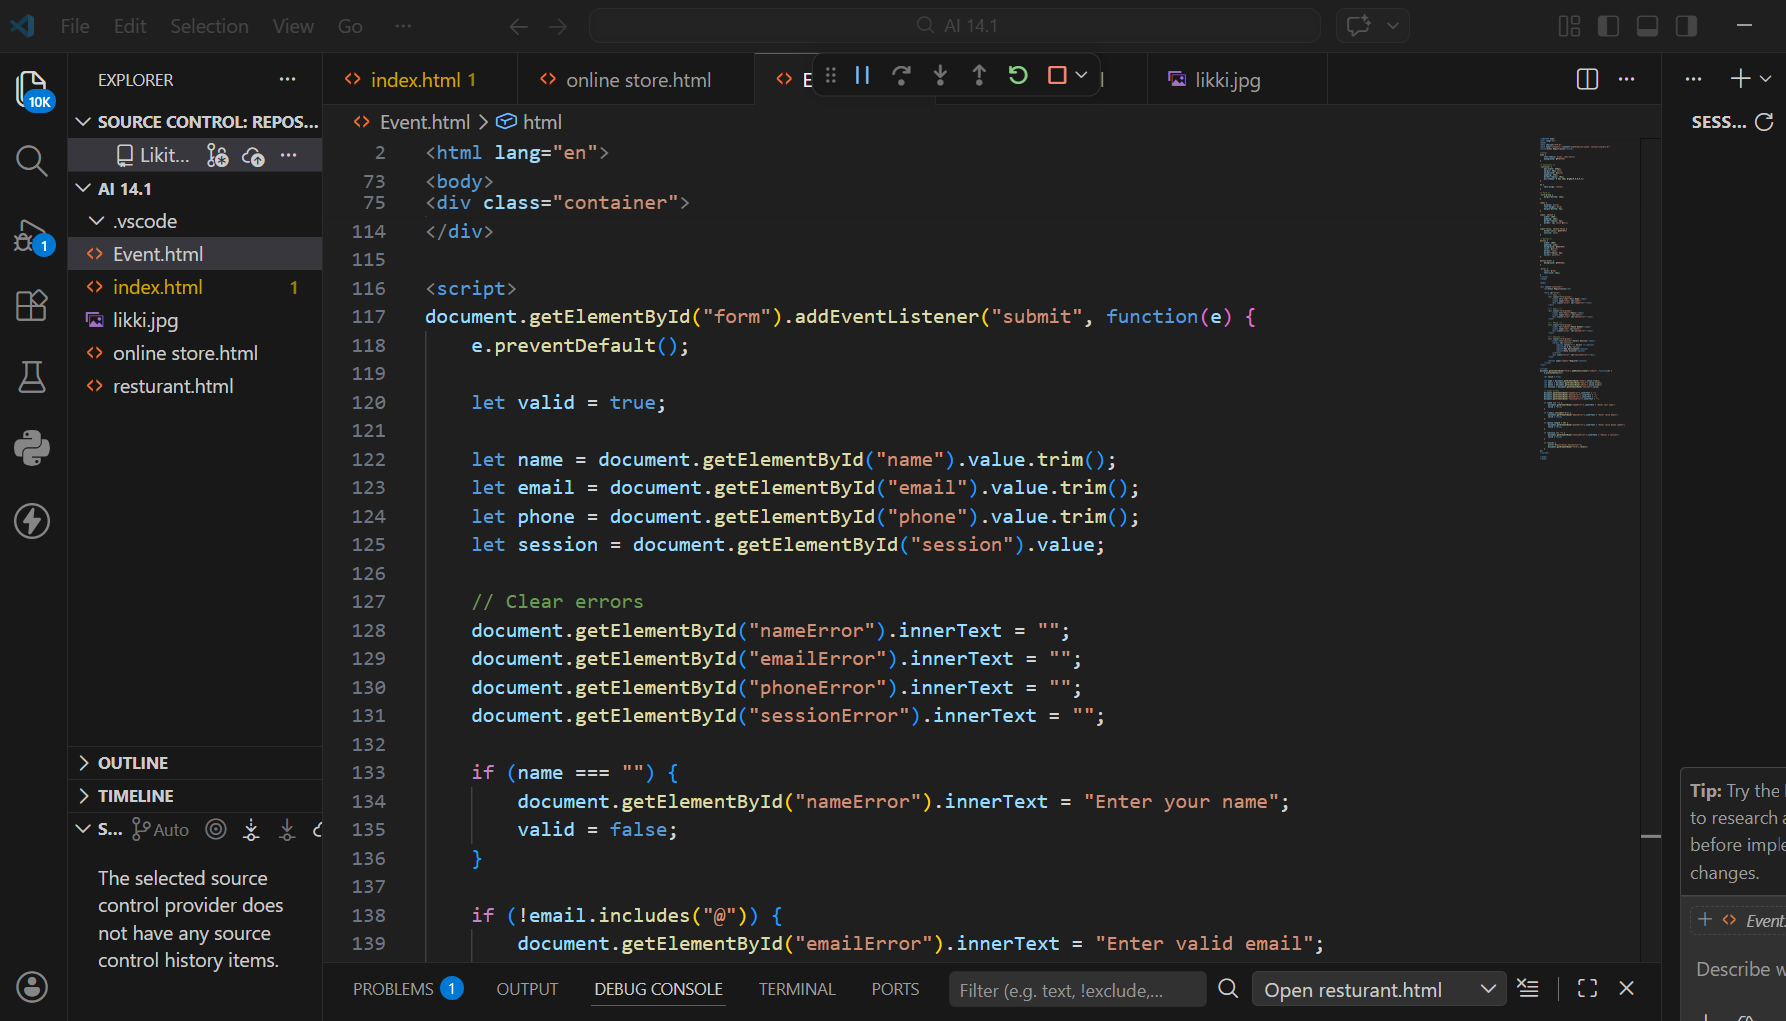 File Edit Selection View Go ··· AI 14.1
EXPLORER
10K
SOURCE CONTROL: REPOS...
Likit...
AI 14.1
.vscode
Event.html
1
index.html 1
likki.jpg
online store.html
resturant.html
OUTLINE
TIMELINE
S... Auto
The selected source
control provider does
not have any source
control history items.
index.html 1 online store.html E l likki.jpg
Event.html > html
2 <html lang="en">
73 <body>
75 <div class="container">
114 </div>
115
116 <script>
117 document.getElementById("form").addEventListener("submit", function(e) {
118 e.preventDefault();
119
120 let valid = true;
121
122 let name = document.getElementById("name").value.trim();
123 let email = document.getElementById("email").value.trim();
124 let phone = document.getElementById("phone").value.trim();
125 let session = document.getElementById("session").value;
126
127 // Clear errors
128 document.getElementById("nameError").innerText = "";
129 document.getElementById("emailError").innerText = "";
130 document.getElementById("phoneError").innerText = "";
131 document.getElementById("sessionError").innerText = "";
132
133 if (name === "") {
134 document.getElementById("nameError").innerText = "Enter your name";
135 valid = false;
136 }
137
138 if (!email.includes("@")) {
139 document.getElementById("emailError").innerText = "Enter valid email";
PROBLEMS 1 OUTPUT DEBUG CONSOLE TERMINAL PORTS Filter (e.g. text, !exclude,... Open resturant.html
SESS...
Tip: Try the
to research
before imple
changes.
Event.
Describe w